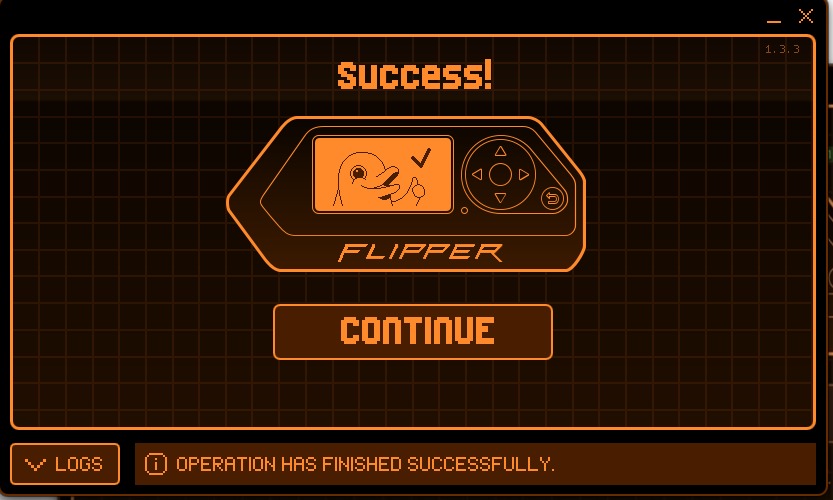 1.3.3
Success!
FLIPPER
CONTINUE
LOGS
OPERATION HAS FINISHED SUCCESSFULLY.